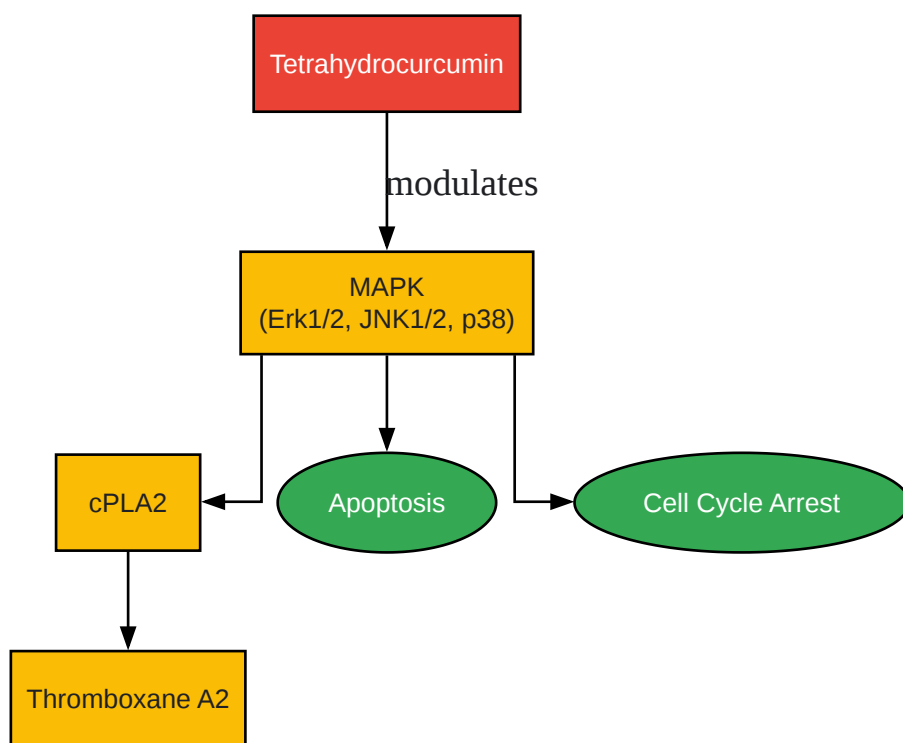 Tetrahydrocurcumin
modulates
MAPK
(Erk1/2, JNK1/2, p38)
cPLA2
Apoptosis
Cell Cycle Arrest
Thromboxane A2